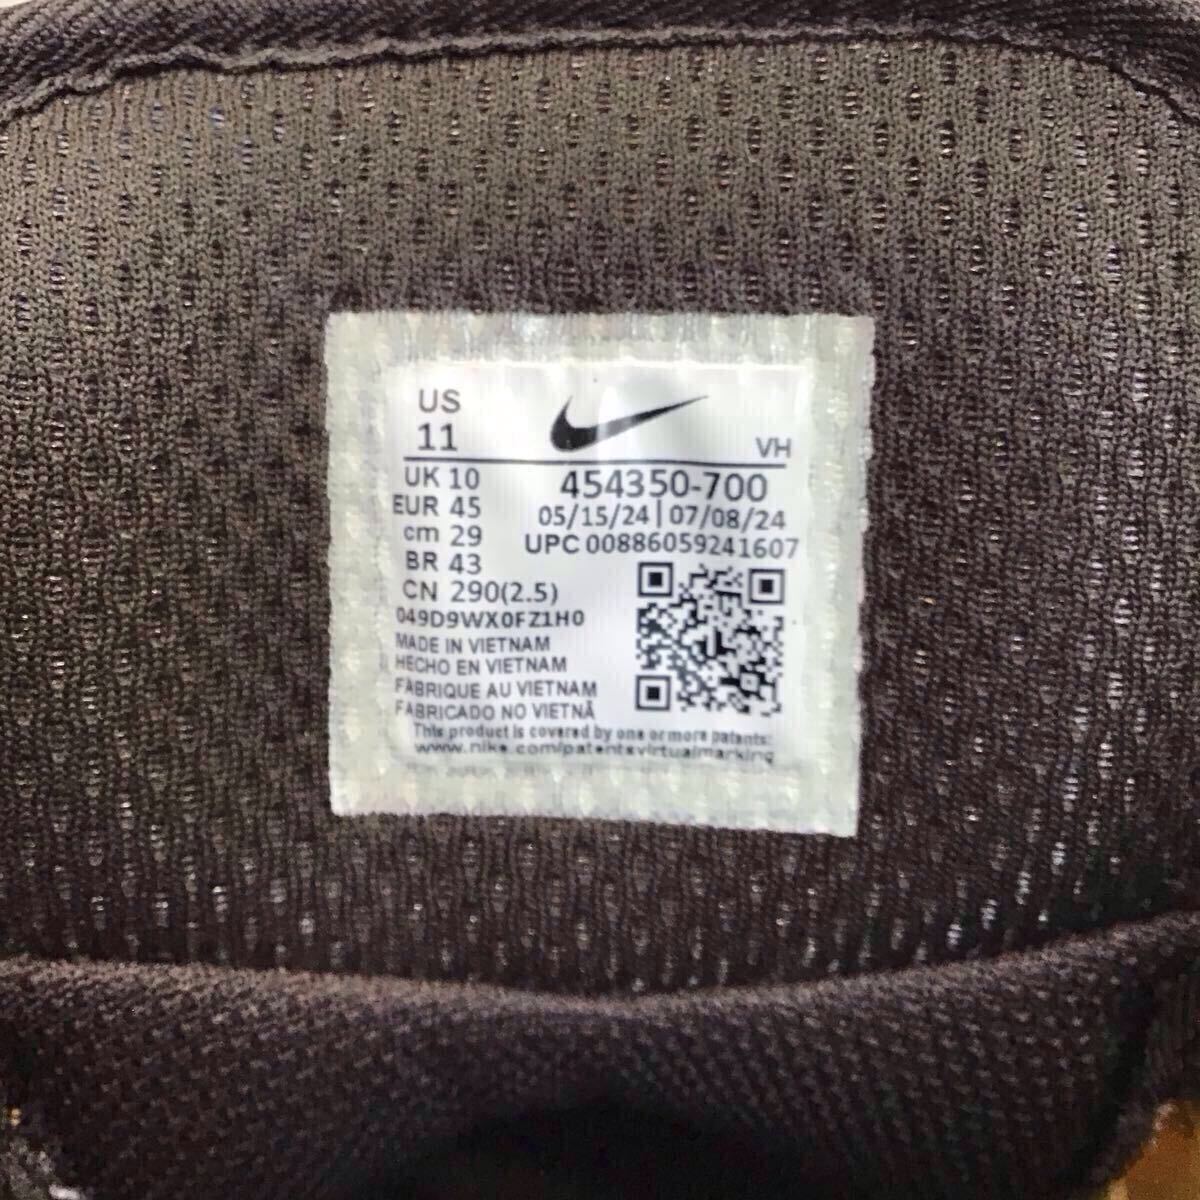 US
11
VH
UK 10
454350-700
EUR 45
05/15/24 | 07/08/24
cm 29
UPC 00886059241607
BR 43
CN 290(2.5)
049D9WX0FZ1H0
MADE IN VIETNAM
HECHO EN VIETNAM
FABRIQUE AU VIETNAM
FABRICADO NO VIETNÃ
This product is covered by one or more patents:
www.nike.com/patentsvirtualmarking